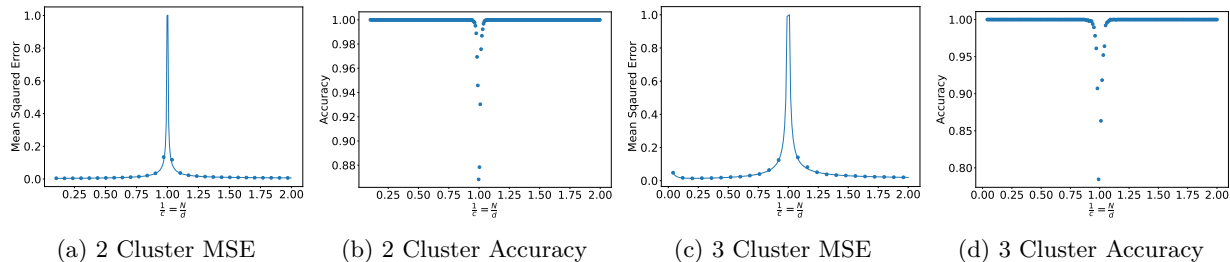 Mean Sqaured Error
1.0
0.8
0.6
0.4
0.2
0.0
0.25 0.50 0.75 1.00 1.25 1.50 1.75 2.00
1/c = N/d
(a) 2 Cluster MSE
Accuracy
1.00
0.98
0.96
0.94
0.92
0.90
0.88
0.25 0.50 0.75 1.00 1.25 1.50 1.75 2.00
1/c = N/d
(b) 2 Cluster Accuracy
Mean Sqaured Error
1.0
0.8
0.6
0.4
0.2
0.0
0.00 0.25 0.50 0.75 1.00 1.25 1.50 1.75 2.00
1/c = N/d
(c) 3 Cluster MSE
Accuracy
1.00
0.95
0.90
0.85
0.80
0.25 0.50 0.75 1.00 1.25 1.50 1.75 2.00
1/c = N/d
(d) 3 Cluster Accuracy